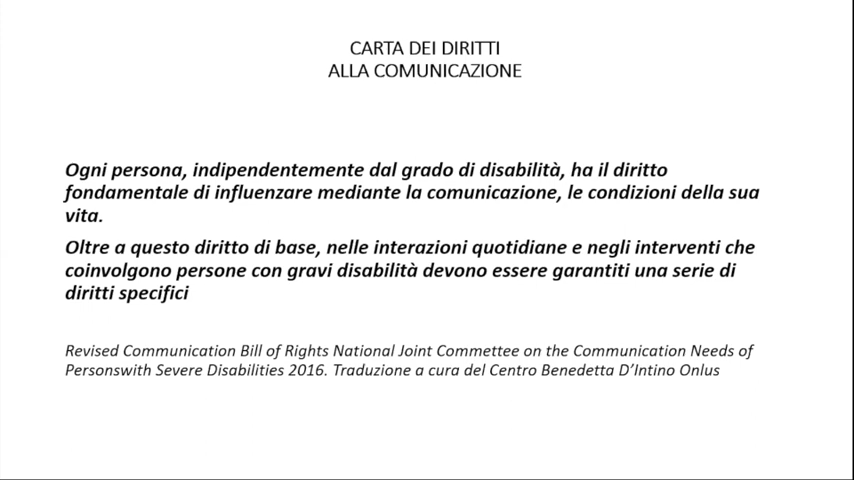 CARTA DEI DIRITTI
ALLA COMUNICAZIONE
Ogni persona, indipendentemente dal grado di disabilità, ha il diritto
fondamentale di influenzare mediante la comunicazione, le condizioni della sua
vita.
Oltre a questo diritto di base, nelle interazioni quotidiane e negli interventi che
coinvolgono persone con gravi disabilità devono essere garantiti una serie di
diritti specifici
Revised Communication Bill of Rights National Joint Commettee on the Communication Needs of
Personswith Severe Disabilities 2016. Traduzione a cura del Centro Benedetta D'Intino Onlus